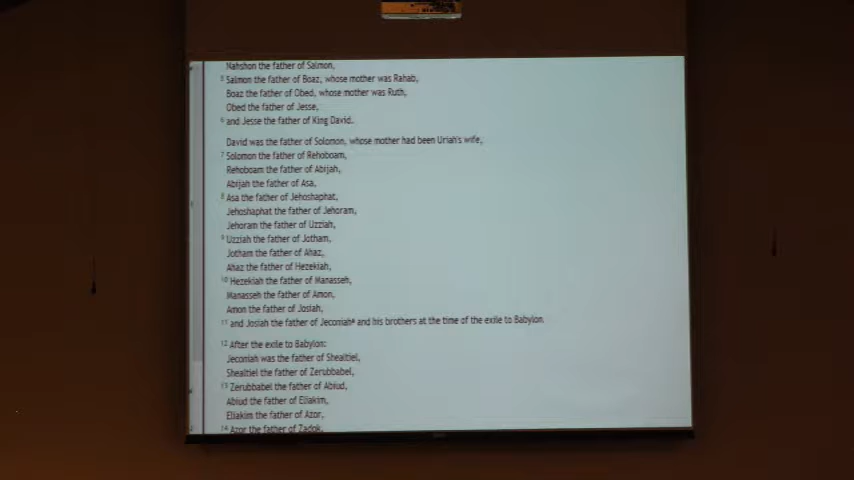 Nahshon the father of Salmon,
5 Salmon the father of Boaz, whose mother was Rahab,
Boaz the father of Obed, whose mother was Ruth,
Obed the father of Jesse,
6 and Jesse the father of King David.
David was the father of Solomon, whose mother had been Uriah's wife,
7 Solomon the father of Rehoboam,
Rehoboam the father of Abijah,
Abijah the father of Asa,
8 Asa the father of Jehoshaphat,
Jehoshaphat the father of Jehoram,
Jehoram the father of Uzziah,
9 Uzziah the father of Jotham,
Jotham the father of Ahaz,
Ahaz the father of Hezekiah,
10 Hezekiah the father of Manasseh,
Manasseh the father of Amon,
Amon the father of Josiah,
11 and Josiah the father of Jeconiah and his brothers at the time of the exile to Babylon.
12 After the exile to Babylon:
Jeconiah was the father of Shealtiel,
Shealtiel the father of Zerubbabel,
13 Zerubbabel the father of Abiud,
Abiud the father of Eliakim,
Eliakim the father of Azor,
14 Azor the father of Zadok,